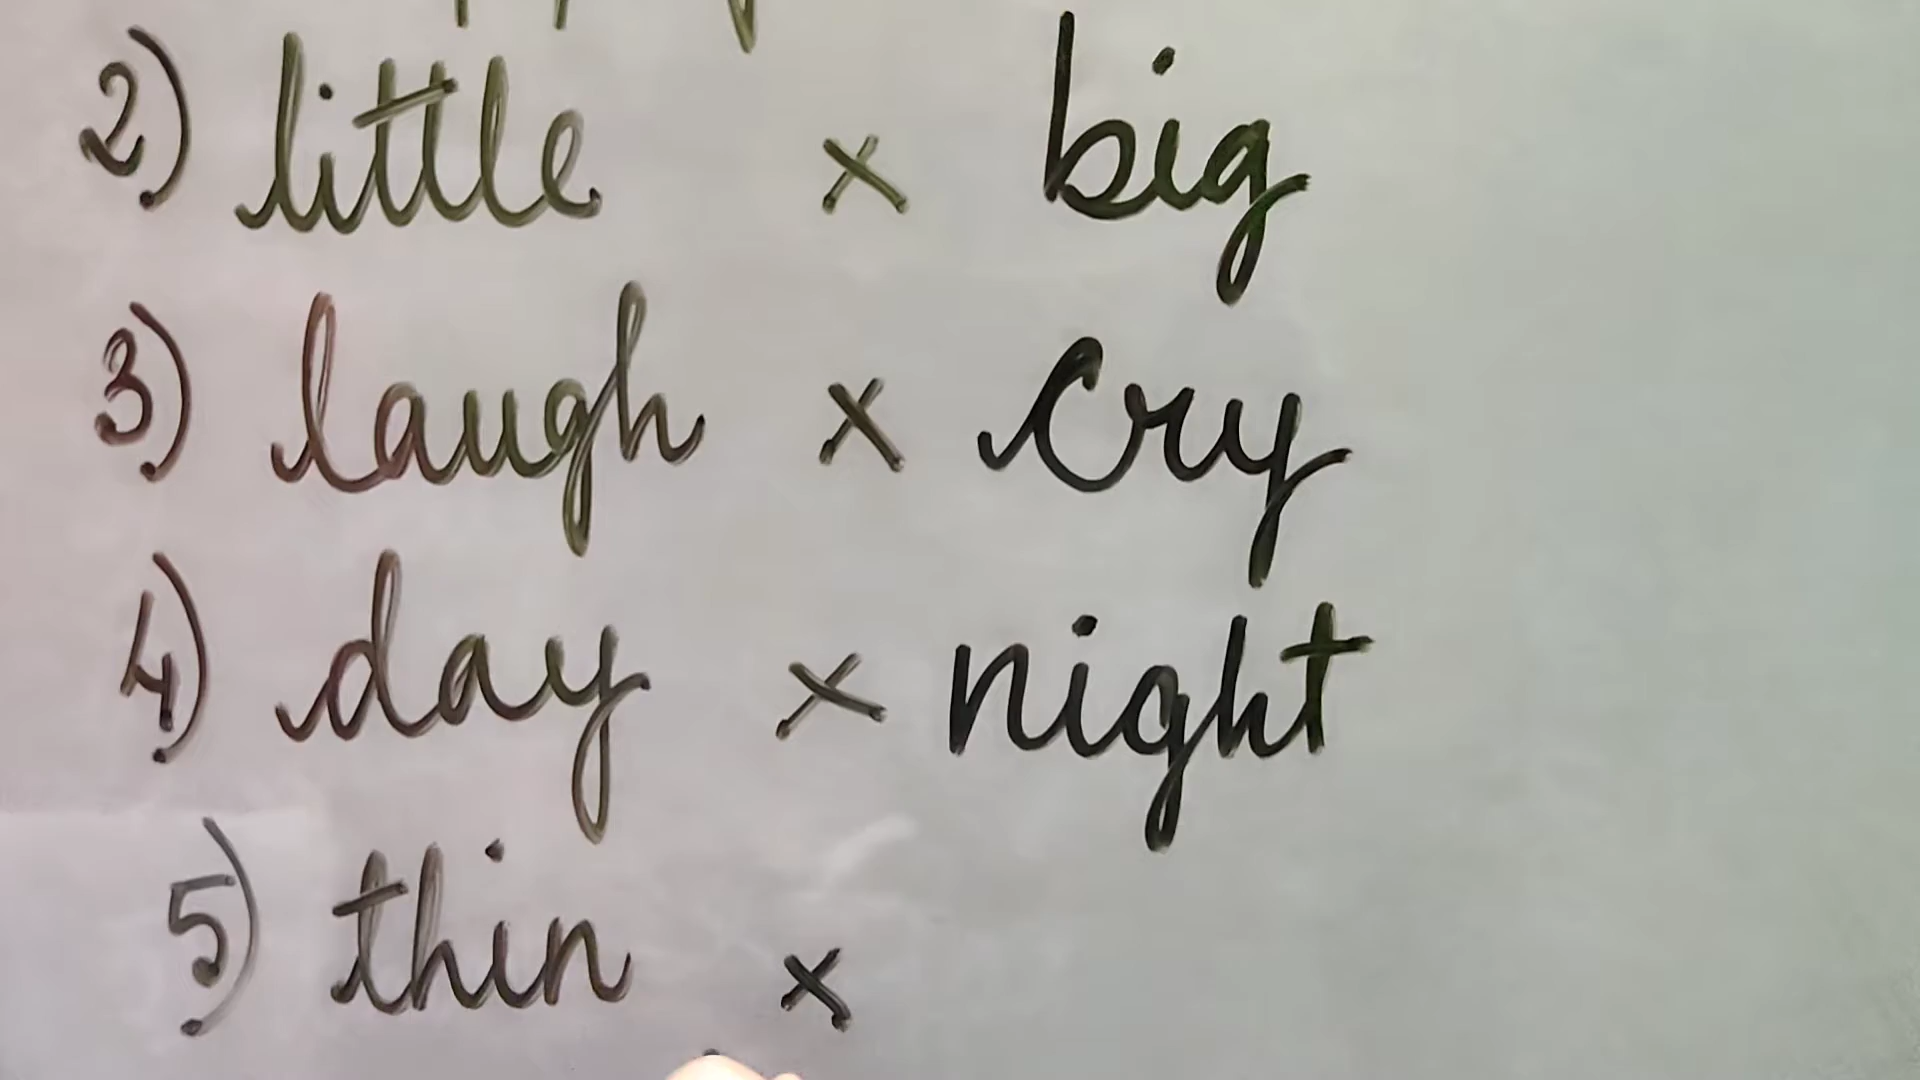 2) little × big
3) laugh × cry
4) day × night
5) thin ×